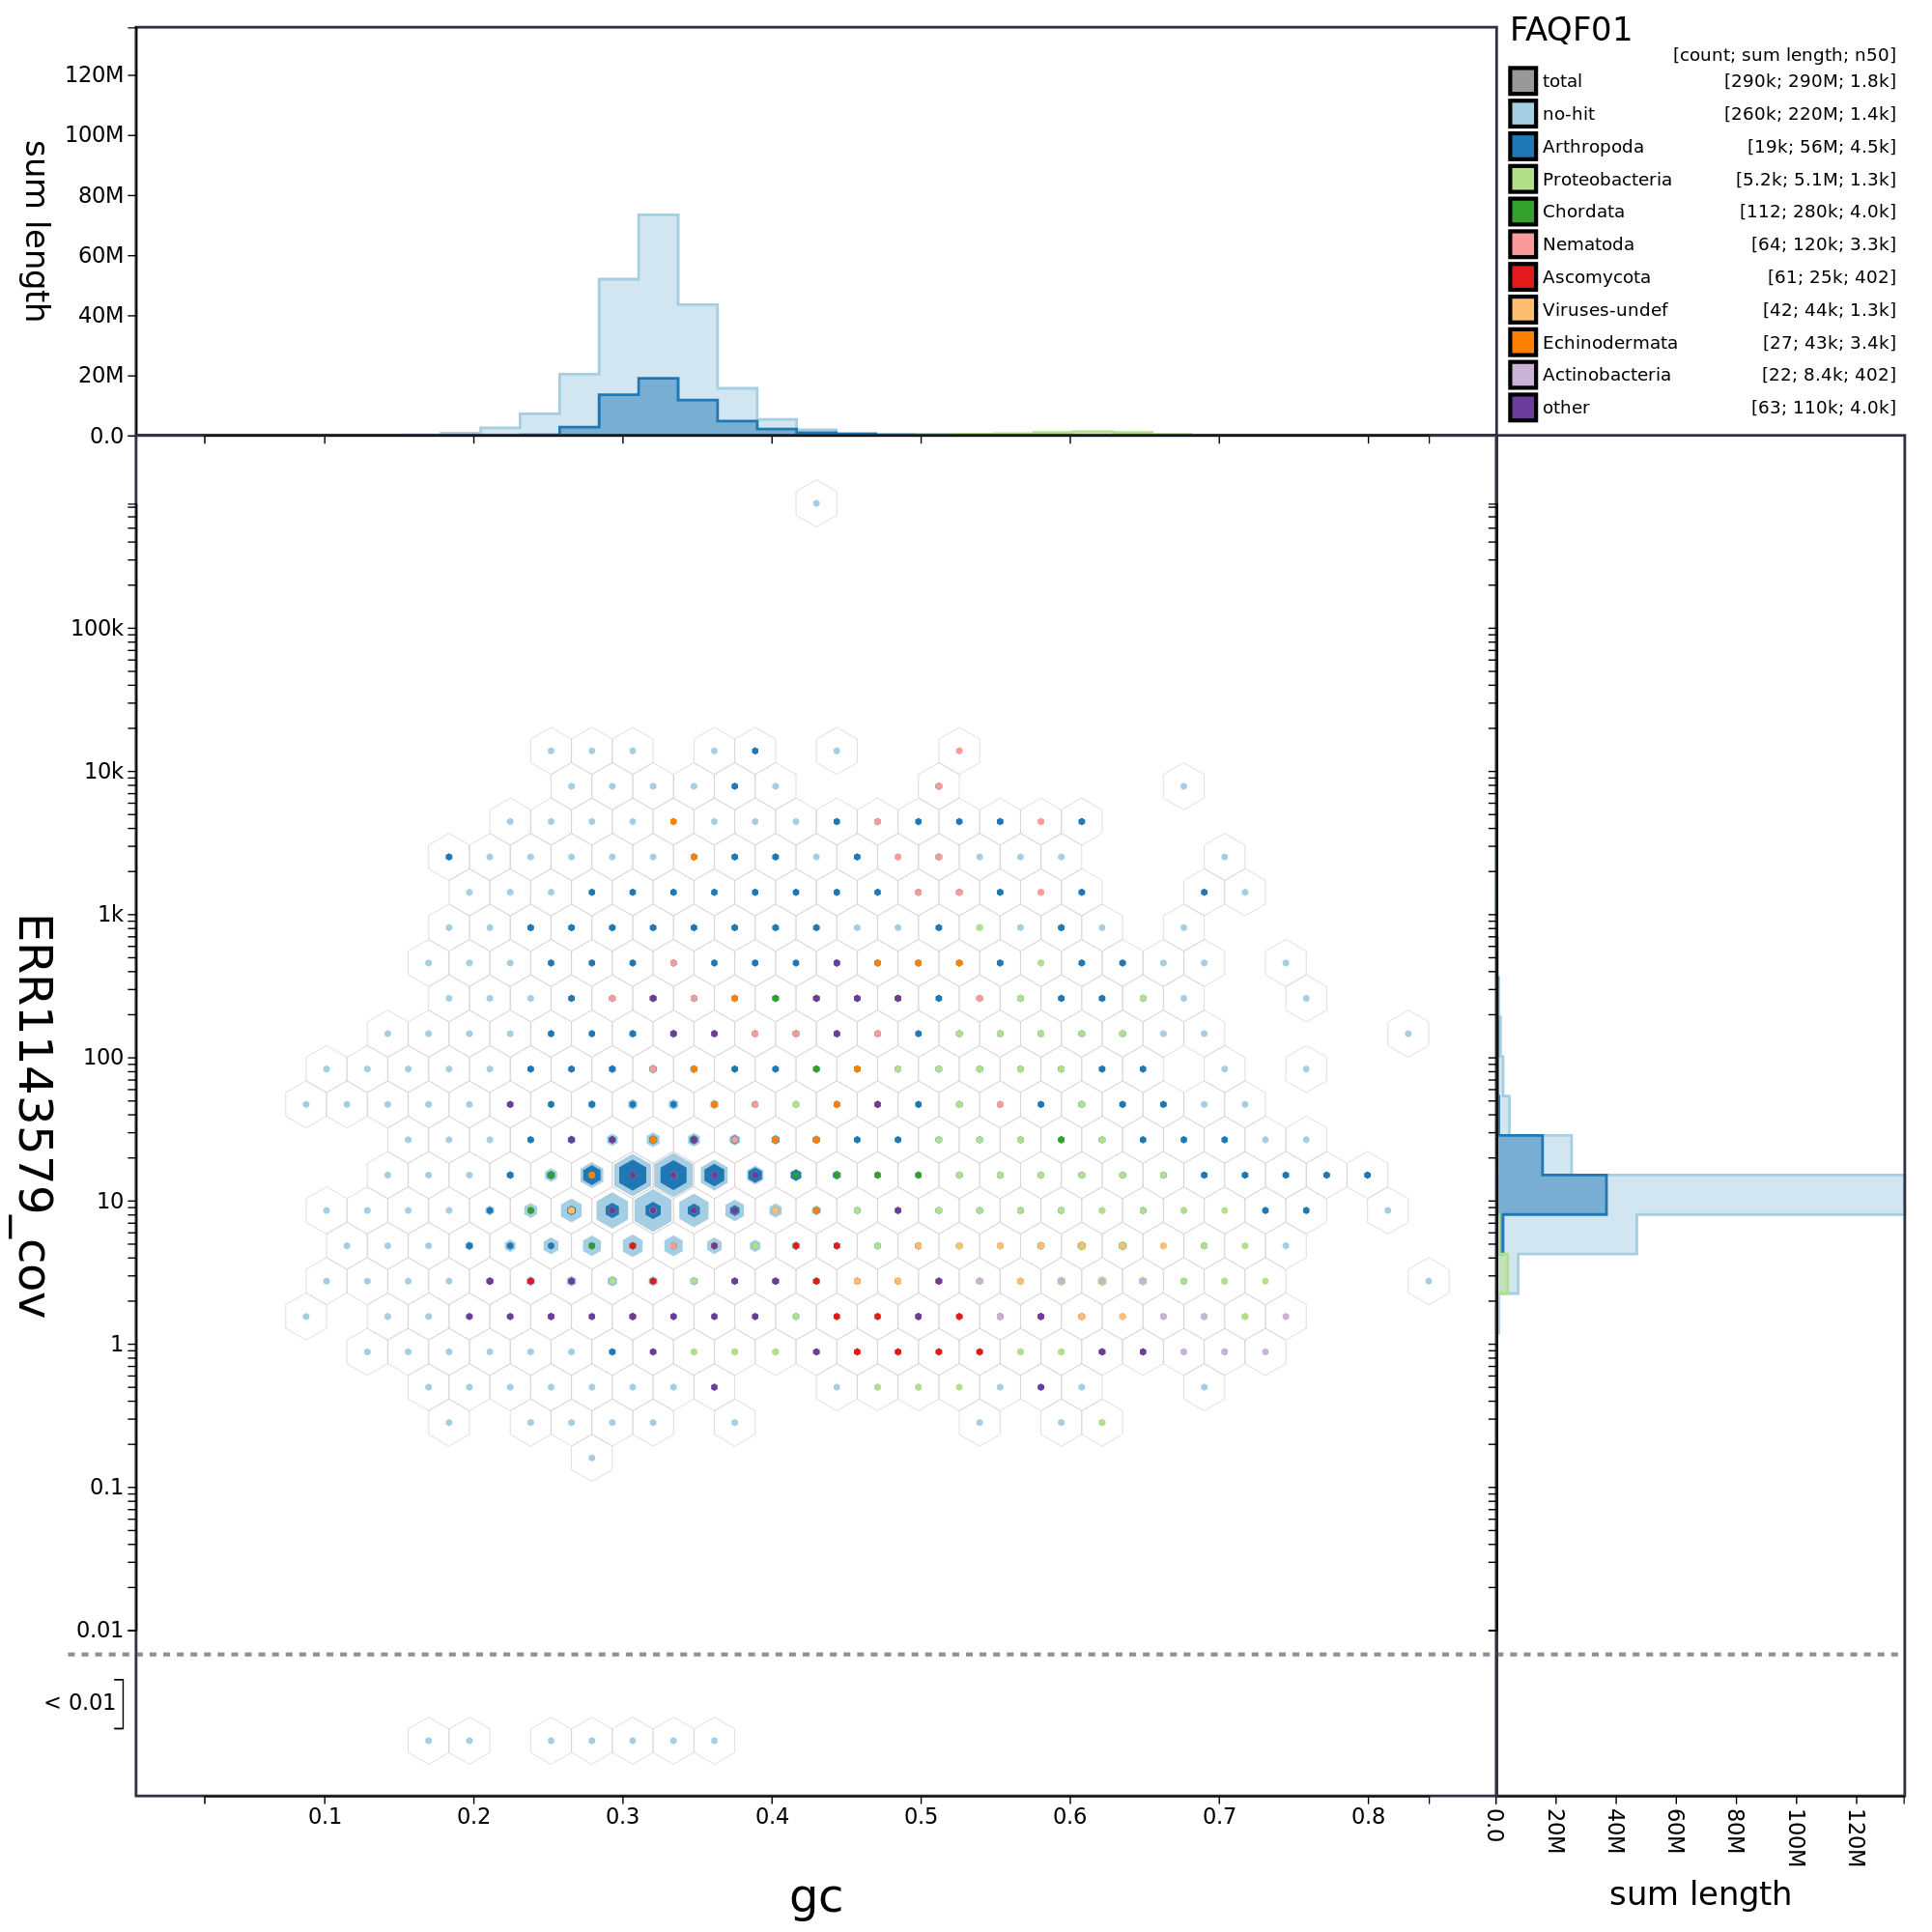 FAQF01
[count; sum length; n50]
total [290k; 290M; 1.8k]
no-hit [260k; 220M; 1.4k]
Arthropoda [19k; 56M; 4.5k]
Proteobacteria [5.2k; 5.1M; 1.3k]
Chordata [112; 280k; 4.0k]
Nematoda [64; 120k; 3.3k]
Ascomycota [61; 25k; 402]
Viruses-undef [42; 44k; 1.3k]
Echinodermata [27; 43k; 3.4k]
Actinobacteria [22; 8.4k; 402]
other [63; 110k; 4.0k]
sum length
120M
100M
80M
60M
40M
20M
0.0
ERR1143579_cov
100k
10k
1k
100
10
1
0.1
0.01
< 0.01
0.1 0.2 0.3 0.4 0.5 0.6 0.7 0.8
gc
0.0 20M 40M 60M 80M 100M 120M
sum length